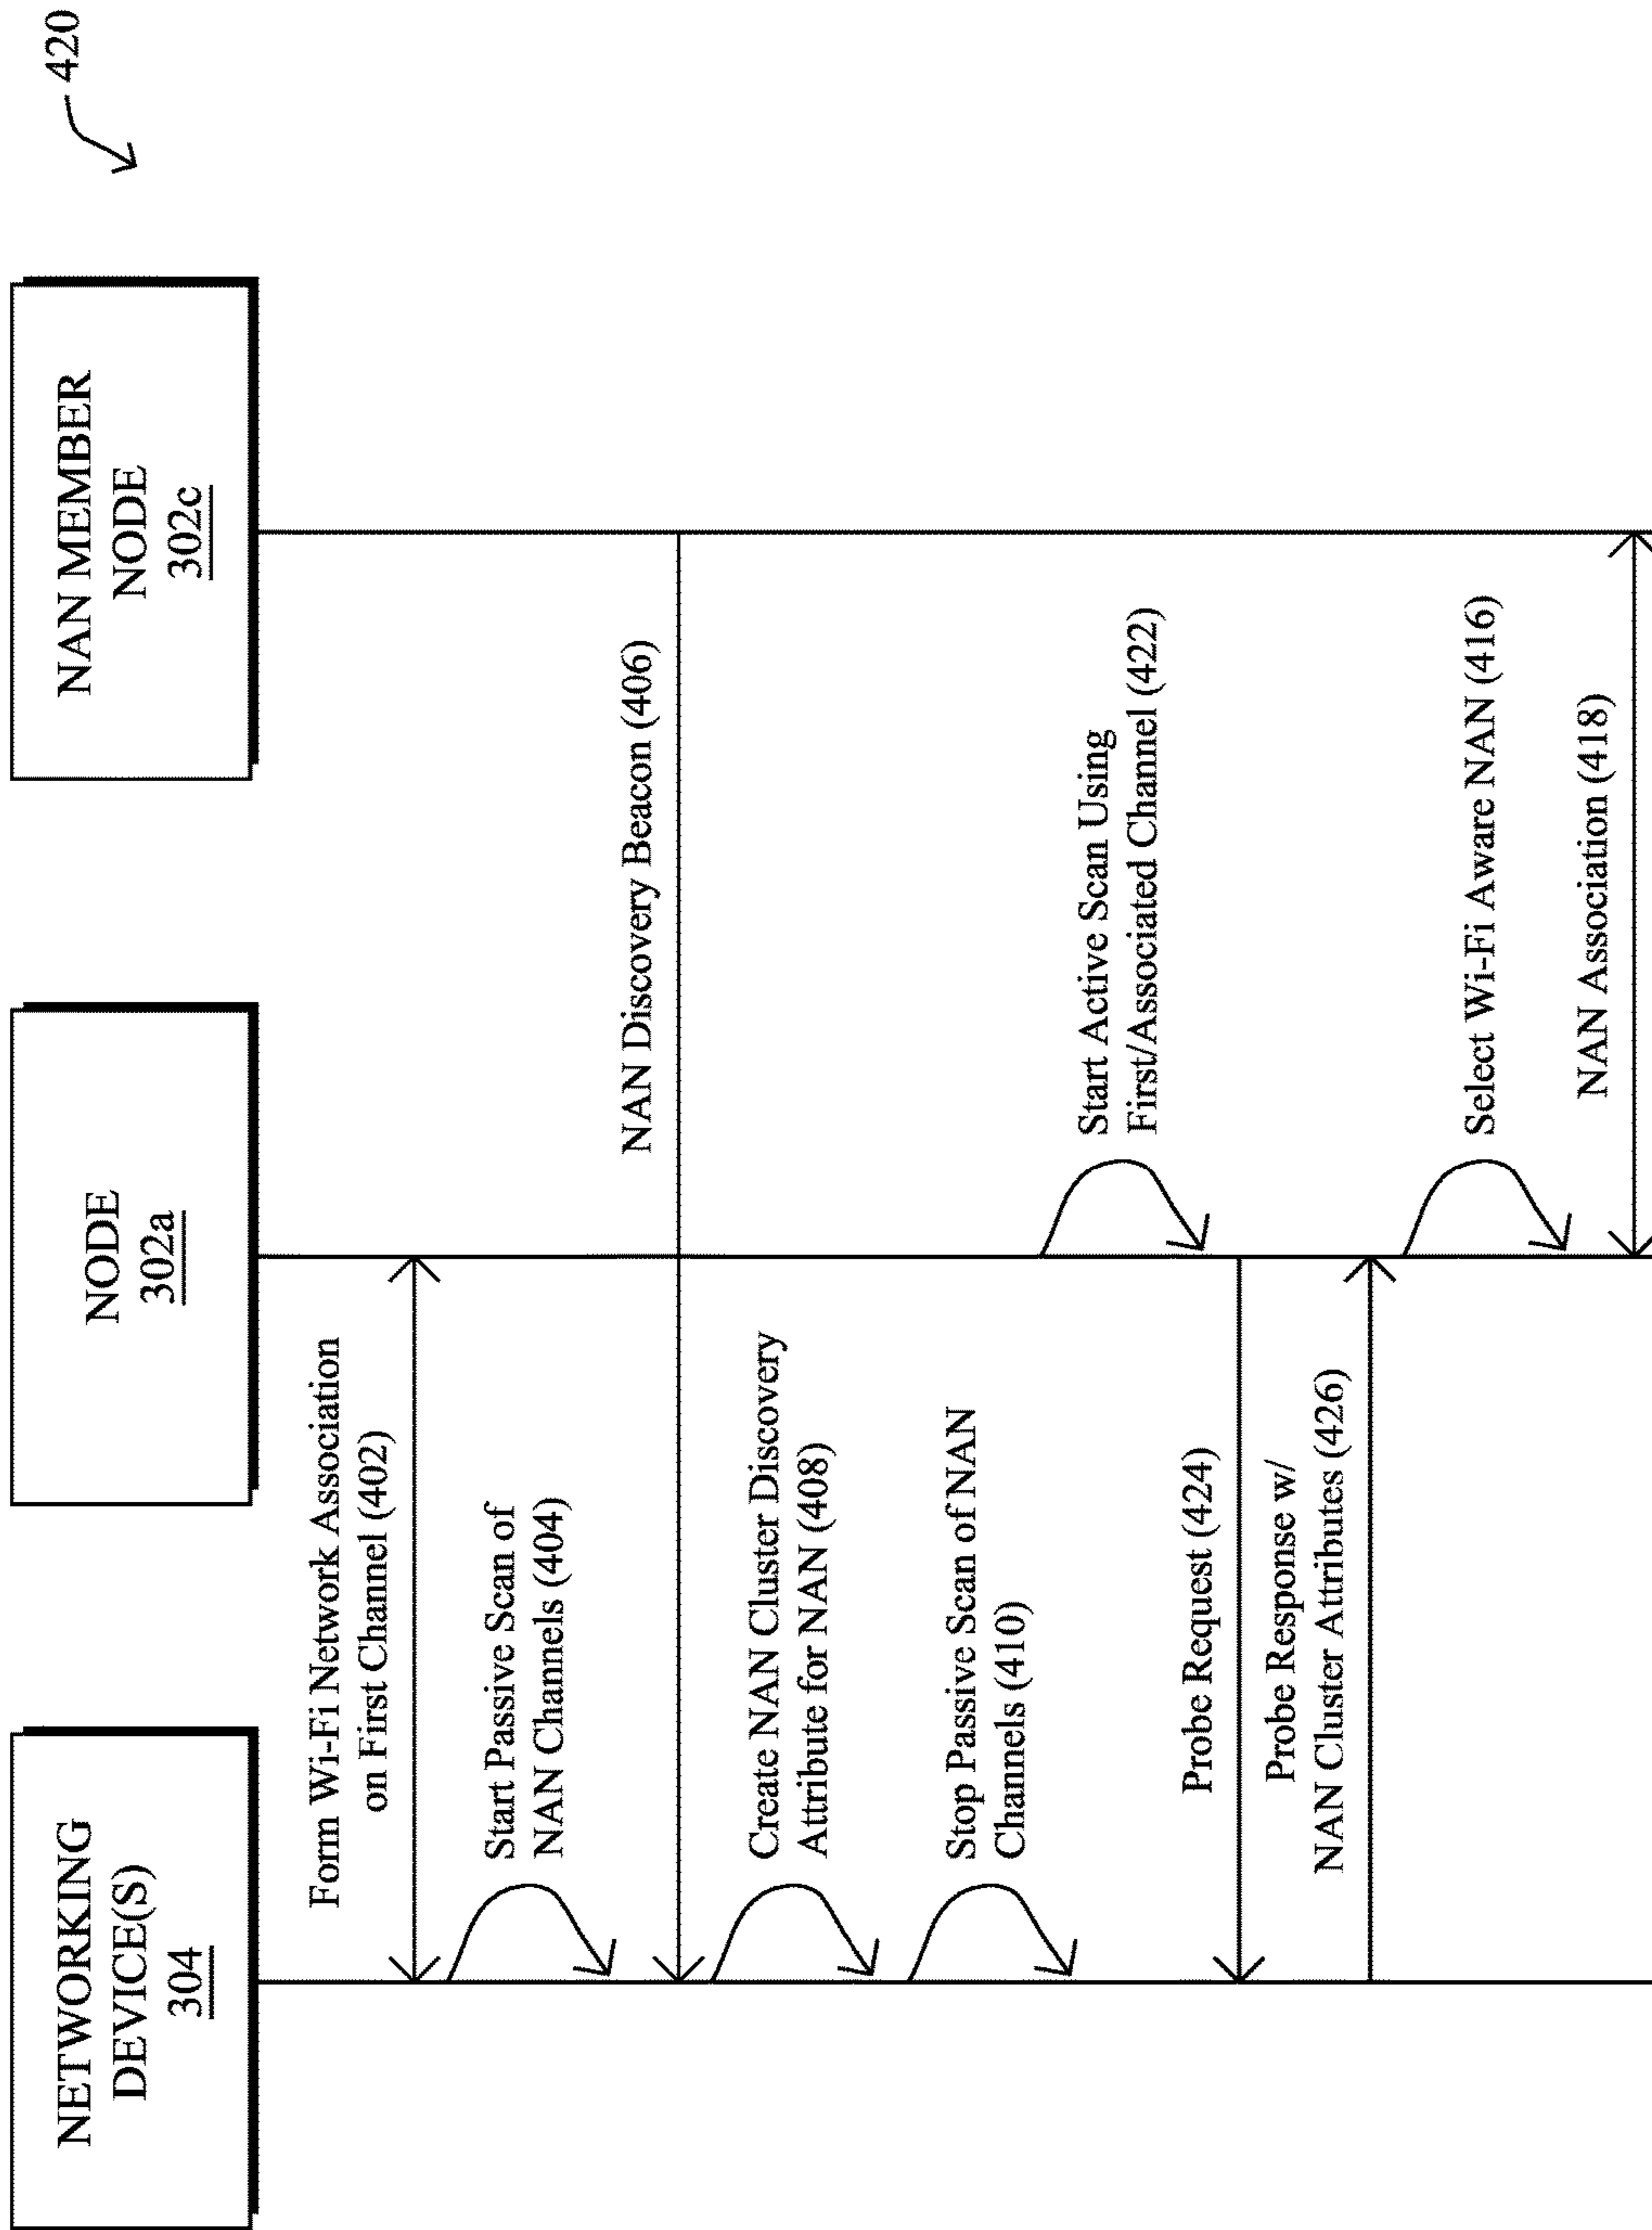 420
NETWORKING
DEVICE(S)
304
NODE
302a
NAN MEMBER
NODE
302c
Form Wi-Fi Network Association
on First Channel (402)
Start Passive Scan of
NAN Channels (404)
NAN Discovery Beacon (406)
Create NAN Cluster Discovery
Attribute for NAN (408)
Stop Passive Scan of NAN
Channels (410)
Start Active Scan Using
First/Associated Channel (422)
Probe Request (424)
Probe Response w/
NAN Cluster Attributes (426)
Select Wi-Fi Aware NAN (416)
NAN Association (418)